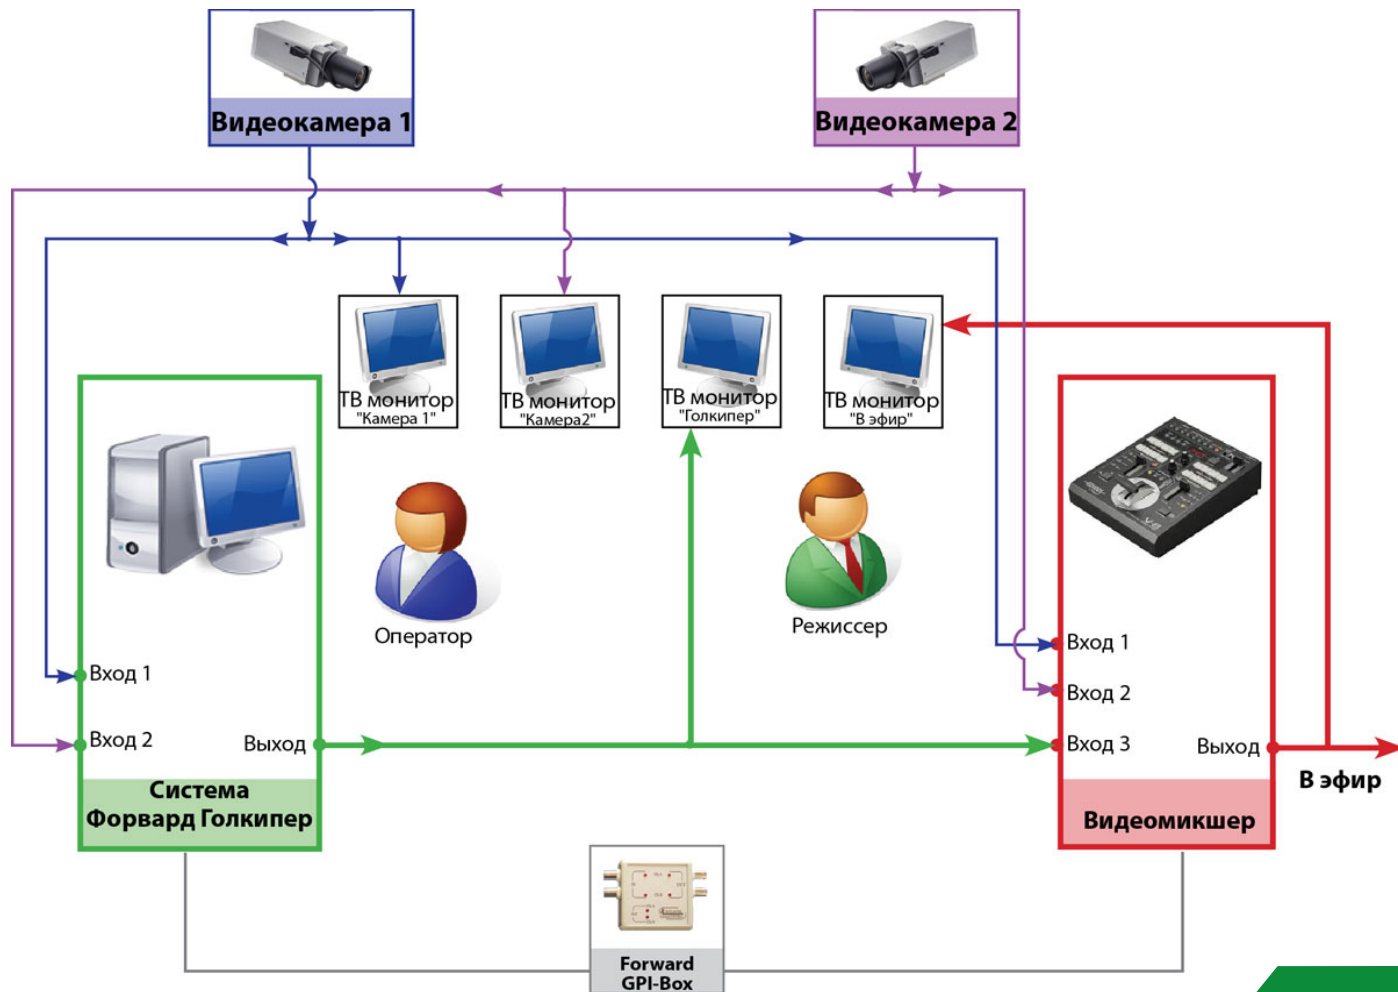 Видеокамера 1
Видеокамера 2
ТВ монитор
"Камера 1"
ТВ монитор
"Камера2"
ТВ монитор
"Голкипер"
ТВ монитор
"В эфир"
Оператор
Режиссер
Вход 1
Вход 2
Выход
Система
Форвард Голкипер
Вход 1
Вход 2
Вход 3
Выход
В эфир
Видеомикшер
Forward
GPI-Box